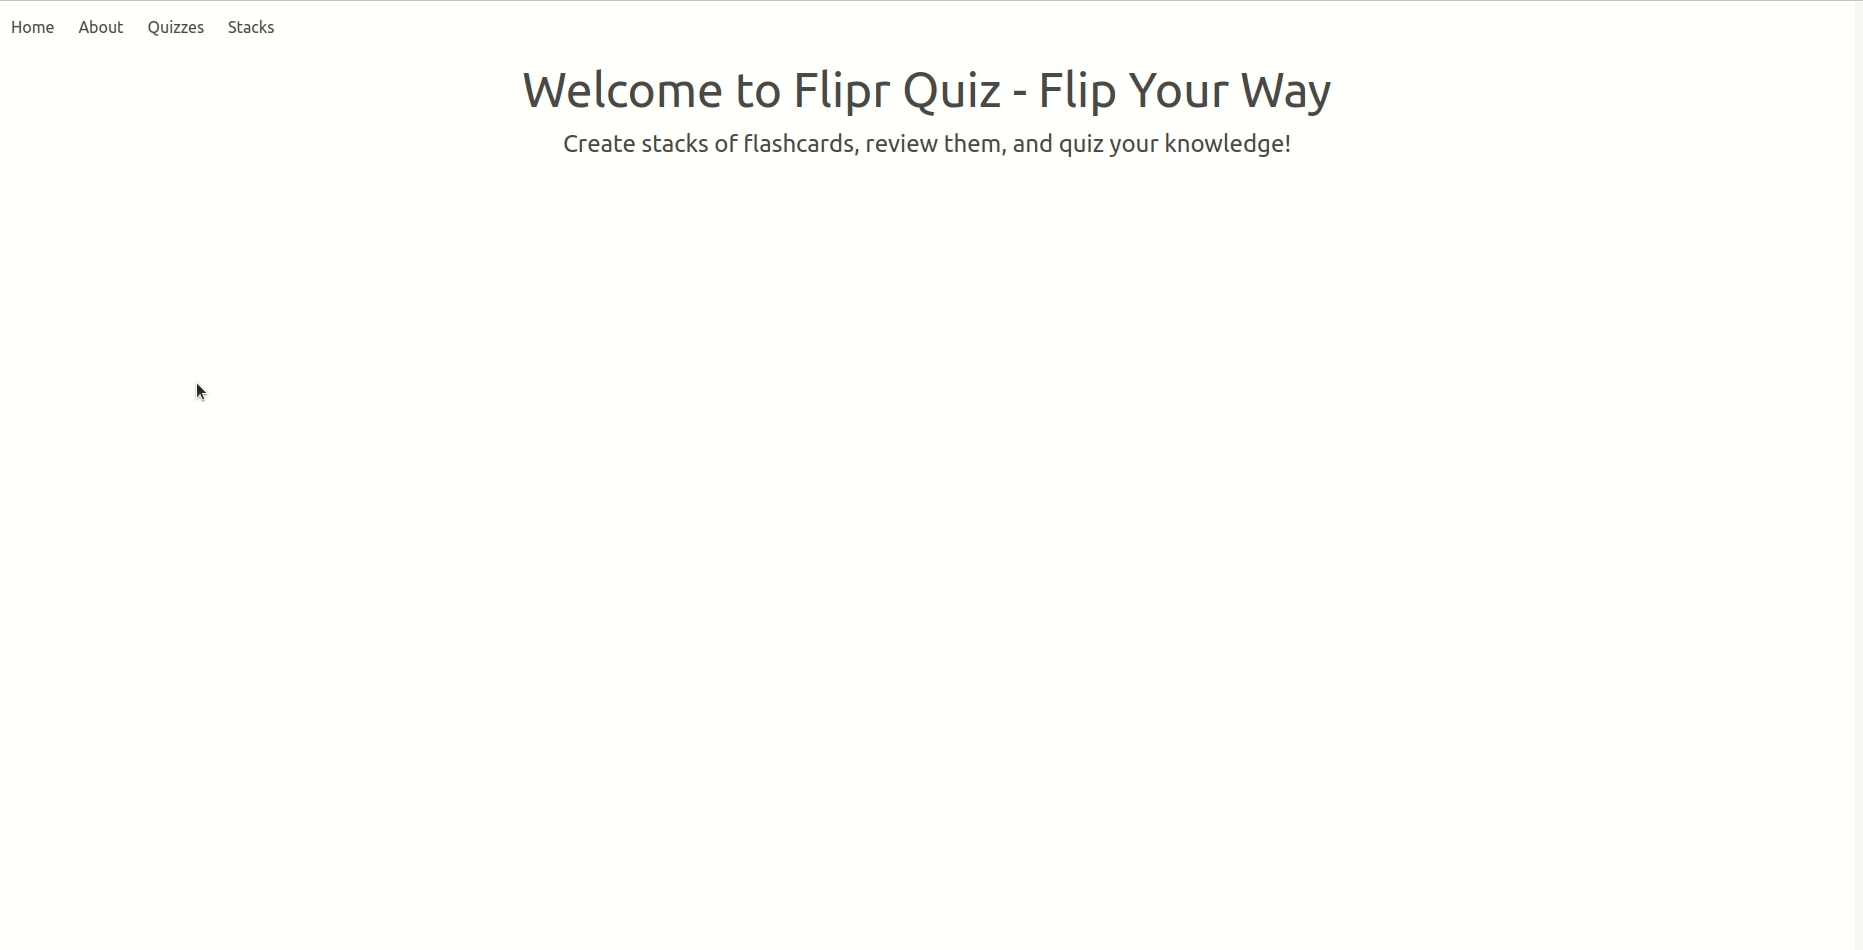 Home About Quizzes Stacks
Welcome to Flipr Quiz - Flip Your Way
Create stacks of flashcards, review them, and quiz your knowledge!